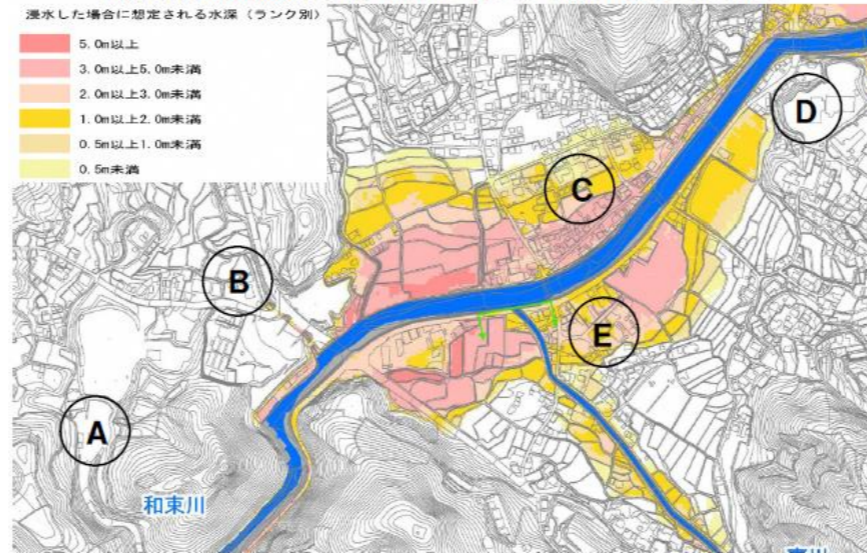 浸水した場合に想定される水深（ランク別）
5.0m以上
3.0m以上5.0m未満
2.0m以上3.0m未満
1.0m以上2.0m未満
0.5m以上1.0m未満
0.5m未満
D
C
B
E
A
和束川